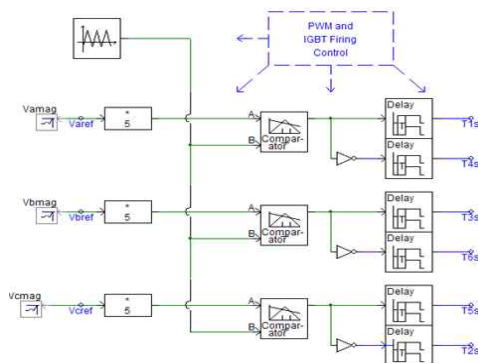 PWM and
IGBT Firing
Control
Vamag
Varef
*
5
A
B
Compar-
ator
Delay
T
T1s
Delay
T
T4s
Vbmag
Vbref
*
5
A
B
Compar-
ator
Delay
T
T3s
Delay
T
T6s
Vcmag
Vcref
*
5
A
B
Compar-
ator
Delay
T
T5s
Delay
T
T2s